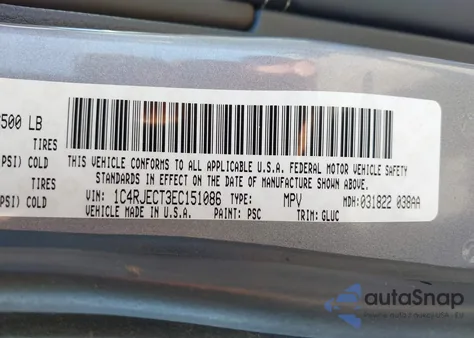 500 LB
TIRES
PSI) COLD
TIRES
PSI) COLD
THIS VEHICLE CONFORMS TO ALL APPLICABLE U.S.A. FEDERAL MOTOR VEHICLE SAFETY
STANDARDS IN EFFECT ON THE DATE OF MANUFACTURE SHOWN ABOVE.
VIN: 1C4RJECT3EC151086 TYPE: MPV MDH: 031822 038AA
VEHICLE MADE IN U.S.A. PAINT: PSC TRIM: GLUC
autaSnap